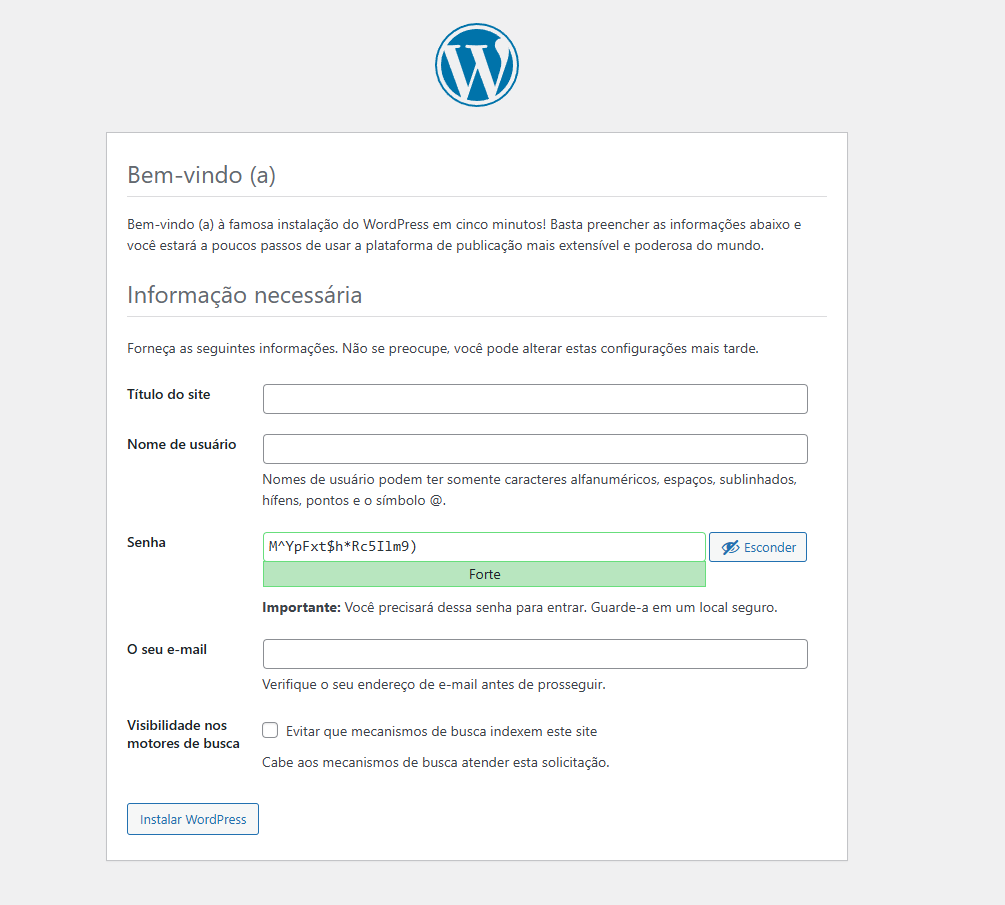 Bem-vindo (a)
Bem-vindo (a) à famosa instalação do WordPress em cinco minutos! Basta preencher as informações abaixo e
você estará a poucos passos de usar a plataforma de publicação mais extensível e poderosa do mundo.
Informação necessária
Forneça as seguintes informações. Não se preocupe, você pode alterar estas configurações mais tarde.
Título do site
Nome de usuário
Nomes de usuário podem ter somente caracteres alfanuméricos, espaços, sublinhados,
hífens, pontos e o símbolo @.
Senha
M^YpFxt$h*Rc5Ilm9)
Esconder
Forte
Importante: Você precisará dessa senha para entrar. Guarde-a em um local seguro.
O seu e-mail
Verifique o seu endereço de e-mail antes de prosseguir.
Visibilidade nos
motores de busca
Evitar que mecanismos de busca indexem este site
Cabe aos mecanismos de busca atender esta solicitação.
Instalar WordPress